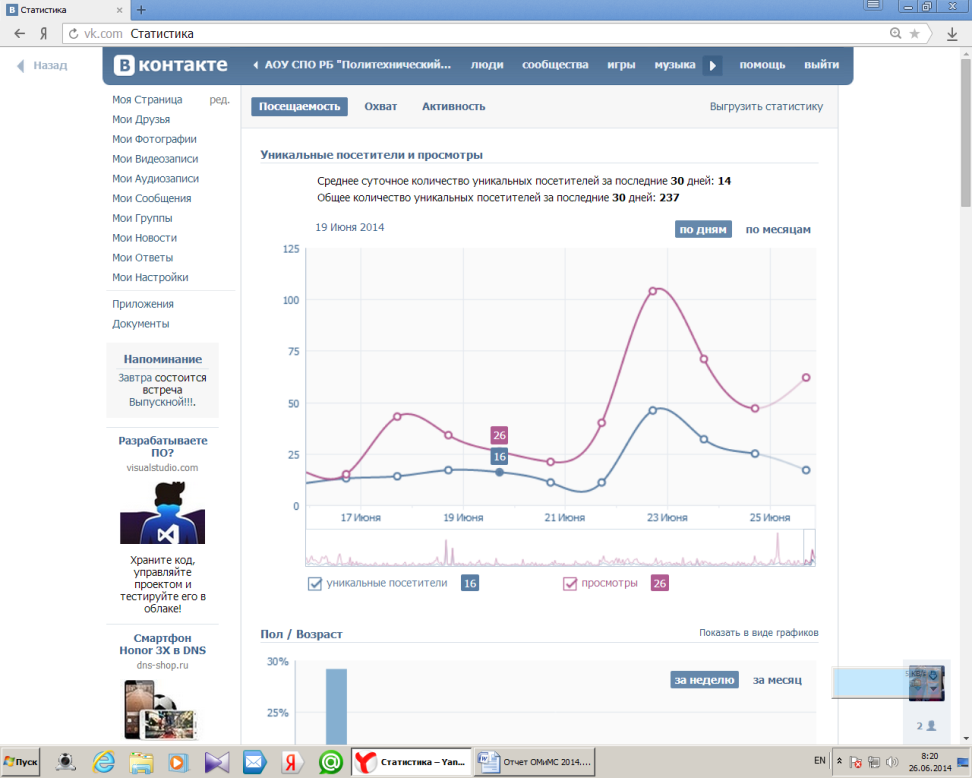 Статистика
vk.com Статистика
Назад
В контакте
АОУ СПО РБ "Политехнический... люди сообщества игры музыка помощь выйти
Моя Страница ред.
Мои Друзья
Мои Фотографии
Мои Видеозаписи
Мои Аудиозаписи
Мои Сообщения
Мои Группы
Мои Новости
Мои Ответы
Мои Настройки
Приложения
Документы
Напоминание
Завтра состоится
встреча
Выпускной!!!.
Разрабатываете
ПО?
visualstudio.com
Храните код,
управляйте
проектом и
тестируйте его в
облаке!
Смартфон
Honor 3X в DNS
dns-shop.ru
Посещаемость Охват Активность Выгрузить статистику
Уникальные посетители и просмотры
Среднее суточное количество уникальных посетителей за последние 30 дней: 14
Общее количество уникальных посетителей за последние 30 дней: 237
19 Июня 2014 по дням по месяцам
125
100
75
50
25
0
26
16
17 Июня 19 Июня 21 Июня 23 Июня 25 Июня
уникальные посетители 16 просмотры 26
Пол / Возраст Показать в виде графиков
30%
25%
за неделю за месяц
2
Пуск Статистика – Yan... Отчет ОМиМС 2014.... EN 8:20
26.06.2014